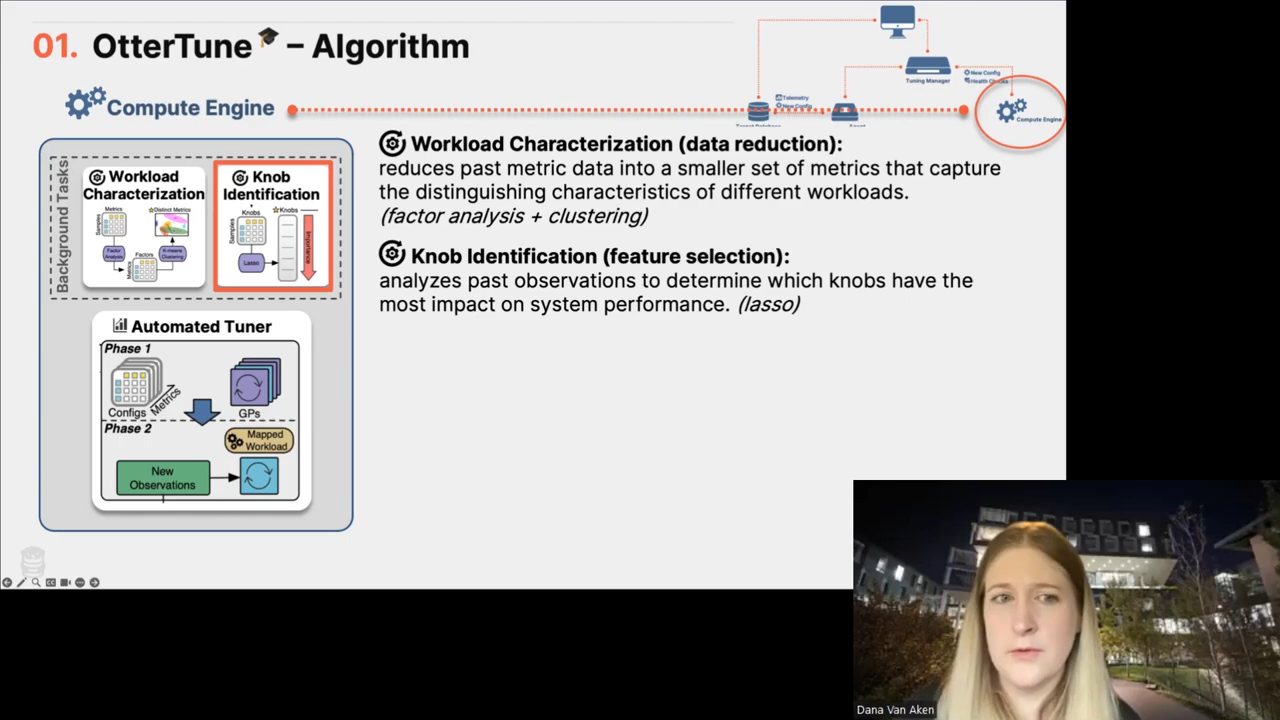 01. OtterTune – Algorithm
Compute Engine
Telemetry
New Config
Target Database
Agent
Tuning Manager
New Config
Health Checks
Compute Engine
Background Tasks
Workload
Characterization
Metrics
Samples
Distinct Metrics
Factor
Analysis
Metrics
Factors
K-means
Clustering
Knob
Identification
Knobs
Samples
Knobs
Lasso
Importance
Automated Tuner
Phase 1
Configs
Metrics
GPs
Phase 2
Mapped
Workload
New
Observations
Workload Characterization (data reduction):
reduces past metric data into a smaller set of metrics that capture
the distinguishing characteristics of different workloads.
(factor analysis + clustering)
Knob Identification (feature selection):
analyzes past observations to determine which knobs have the
most impact on system performance. (lasso)
Dana Van Aken